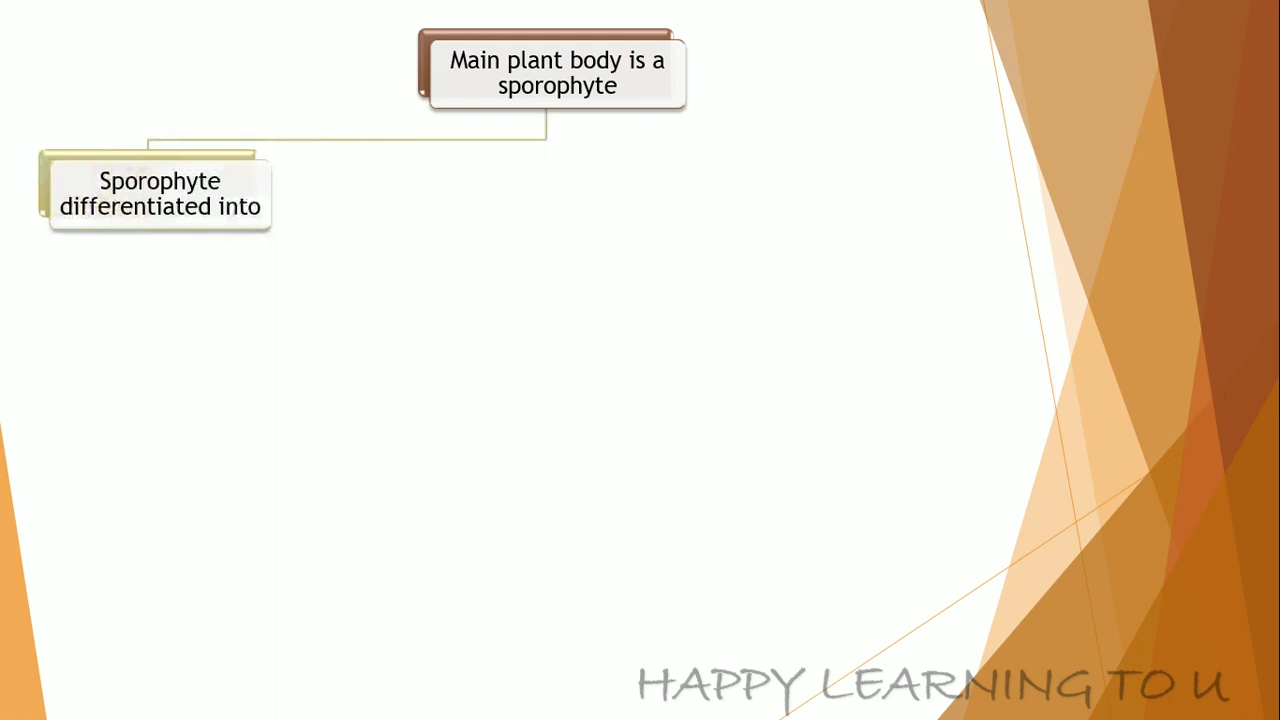 Main plant body is a
sporophyte
Sporophyte
differentiated into
HAPPY LEARNING TO U